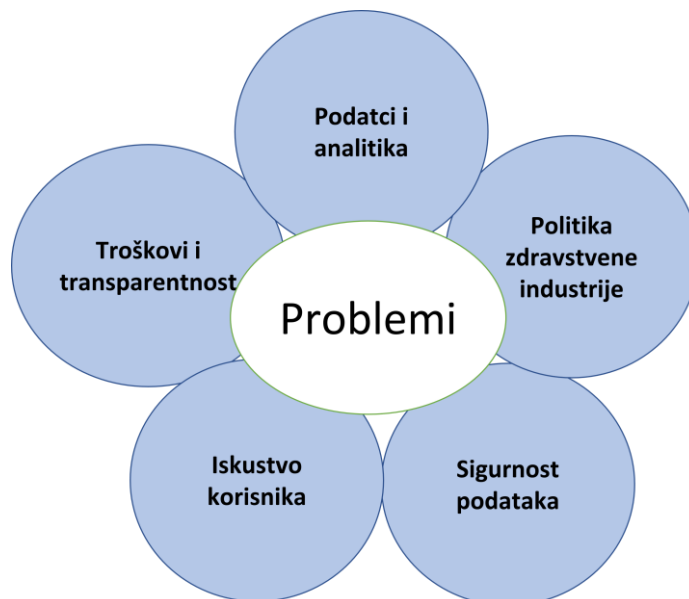 Podatci i
analitika
Politika
zdravstvene
industrije
Troškovi i
transparentnost
Problemi
Iskustvo
korisnika
Sigurnost
podataka